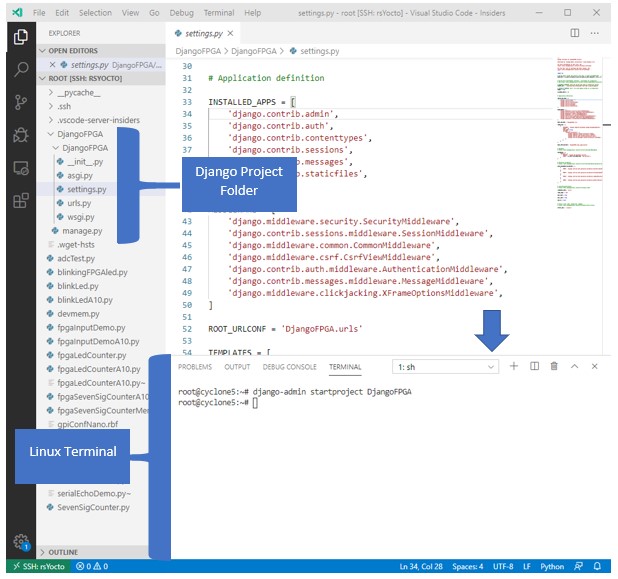 File Edit Selection View Go Debug Terminal Help settings.py - root [SSH: rsYocto] - Visual Studio Code - Insiders
EXPLORER
OPEN EDITORS
settings.py DjangoFPGA/...
ROOT [SSH: RSYOCTO]
__pycache__
.ssh
.vscode-server-insiders
DjangoFPGA
DjangoFPGA
__init__.py
asgi.py
settings.py
urls.py
wsgi.py
manage.py
.wget-hsts
adcTest.py
blinkingFPGAled.py
blinkLed.py
blinkLedA10.py
devmem.py
fpgaInputDemo.py
fpgaInputDemoA10.py
fpgaLedCounter.py
fpgaLedCounterA10.py
fpgaLedCounterA10.py~
fpgaSevenSigCounterA10
fpgaSevenSigCounterMe
gpiConfNano.rbf
serialEchoDemo.py~
SevenSigCounter.py
OUTLINE
Django Project
Folder
Linux Terminal
settings.py
DjangoFPGA > DjangoFPGA > settings.py
30
31 # Application definition
32
33 INSTALLED_APPS = [
34 'django.contrib.admin',
35 'django.contrib.auth',
36 'django.contrib.contenttypes',
37 'django.contrib.sessions',
.messages',
.staticfiles',
43 'django.middleware.security.SecurityMiddleware',
44 'django.contrib.sessions.middleware.SessionMiddleware',
45 'django.middleware.common.CommonMiddleware',
46 'django.middleware.csrf.CsrfViewMiddleware',
47 'django.contrib.auth.middleware.AuthenticationMiddleware',
48 'django.contrib.messages.middleware.MessageMiddleware',
49 'django.middleware.clickjacking.XFrameOptionsMiddleware',
50 ]
51
52 ROOT_URLCONF = 'DjangoFPGA.urls'
53
54 TEMPLATES = [
PROBLEMS OUTPUT DEBUG CONSOLE TERMINAL 1: sh
root@cyclone5:~# django-admin startproject DjangoFPGA
root@cyclone5:~#
1
SSH: rsYocto 0 0 Ln 34, Col 28 Spaces: 4 UTF-8 LF Python